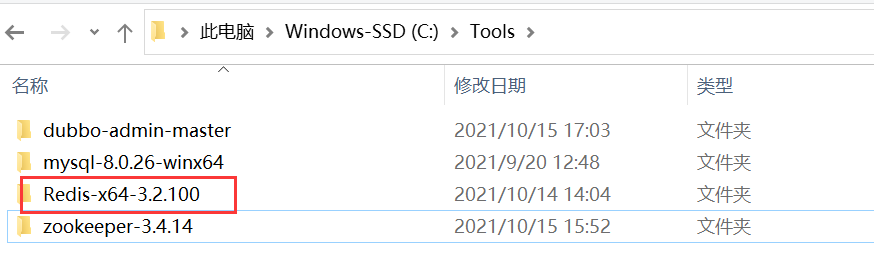 此电脑 > Windows-SSD (C:) > Tools >
名称 修改日期 类型
dubbo-admin-master 2021/10/15 17:03 文件夹
mysql-8.0.26-winx64 2021/9/20 12:48 文件夹
Redis-x64-3.2.100 2021/10/14 14:04 文件夹
zookeeper-3.4.14 2021/10/15 15:52 文件夹